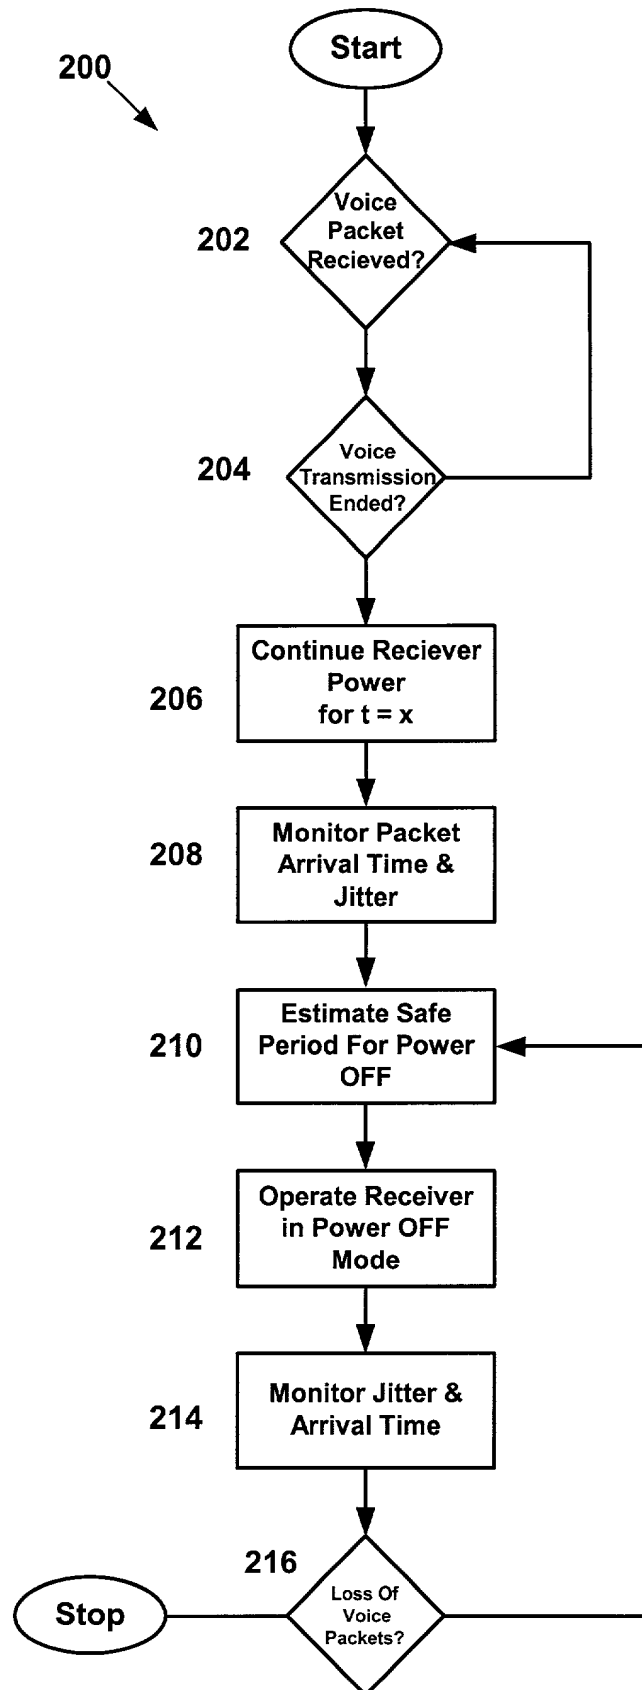 Start
200
202
Voice
Packet
Recieved?
204
Voice
Transmission
Ended?
206
Continue Reciever
Power
for t = x
208
Monitor Packet
Arrival Time &
Jitter
210
Estimate Safe
Period For Power
OFF
212
Operate Receiver
in Power OFF
Mode
214
Monitor Jitter &
Arrival Time
216
Stop
Loss Of
Voice
Packets?